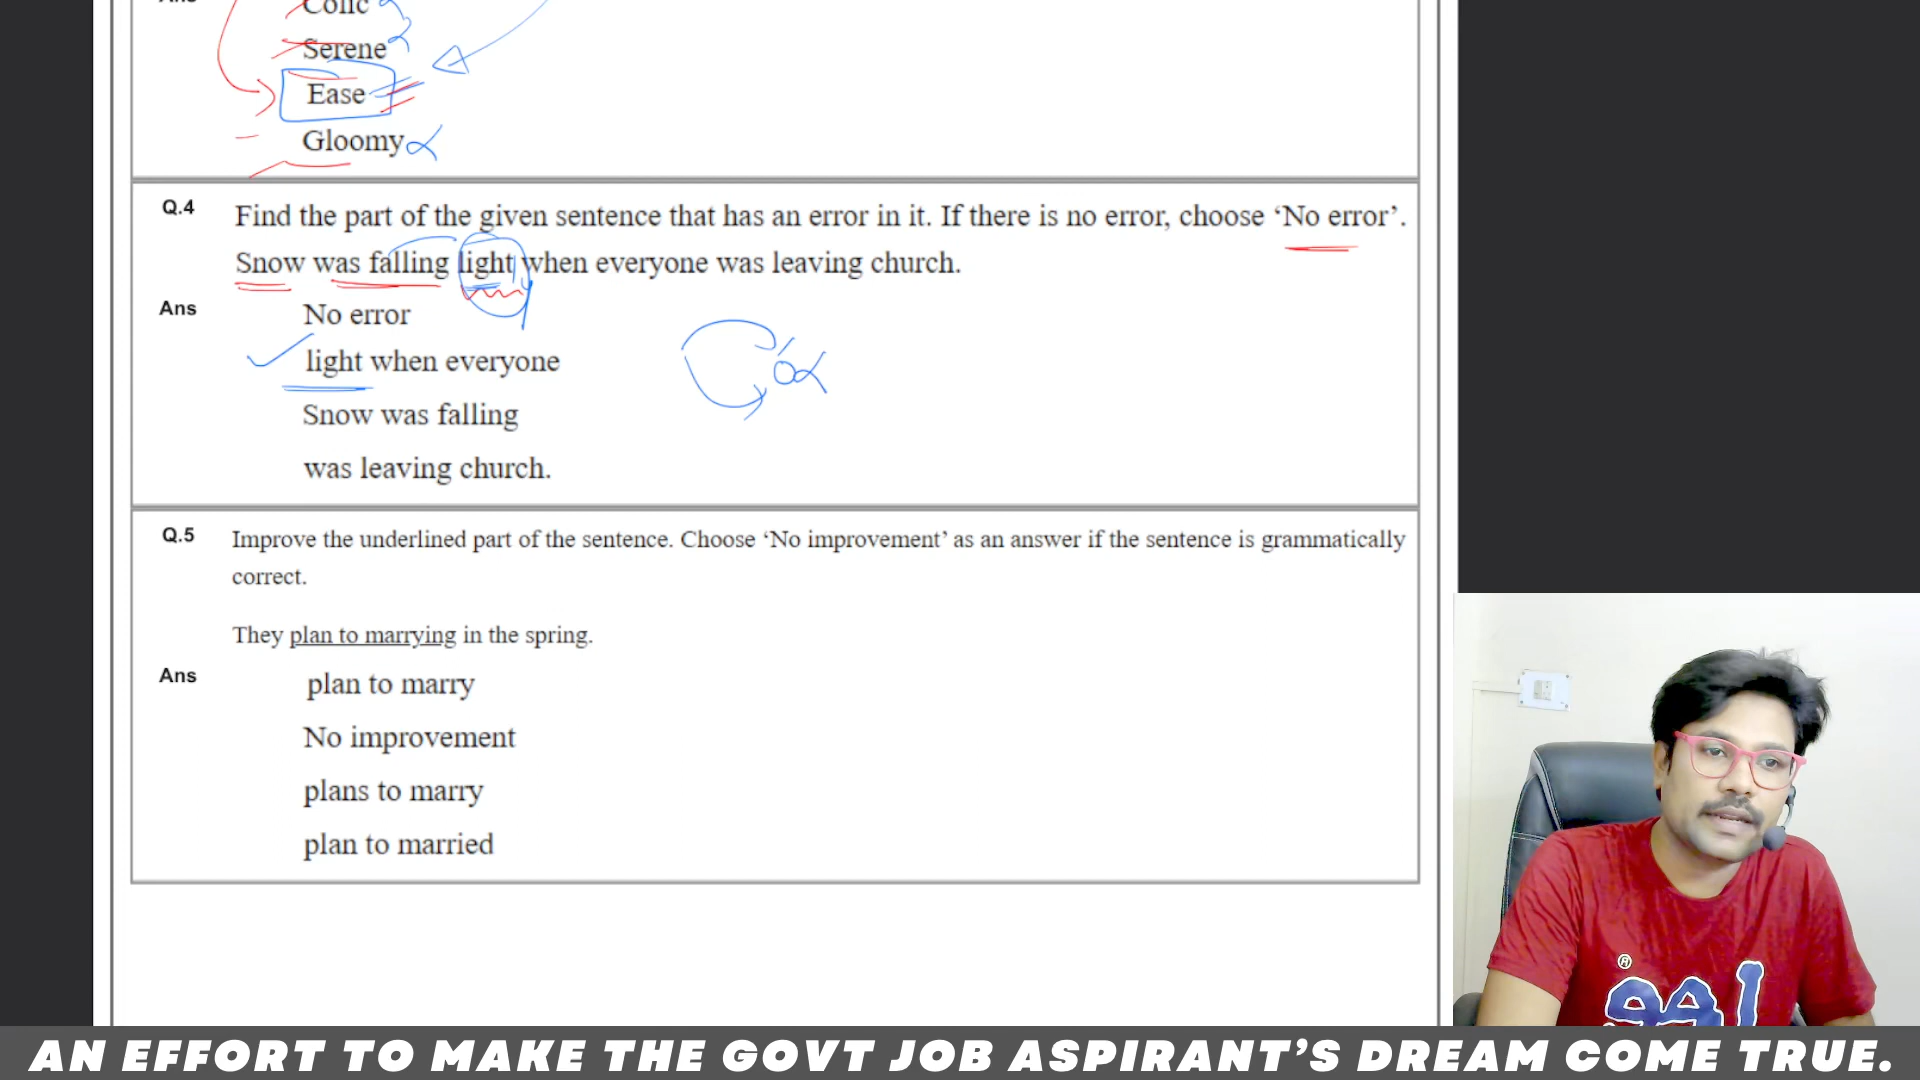 Colic
Serene
Ease
Gloomy
Q.4 Find the part of the given sentence that has an error in it. If there is no error, choose ‘No error’.
Snow was falling light when everyone was leaving church.
Ans No error
light when everyone
Snow was falling
was leaving church.
Q.5 Improve the underlined part of the sentence. Choose ‘No improvement’ as an answer if the sentence is grammatically
correct.
They plan to marrying in the spring.
Ans plan to marry
No improvement
plans to marry
plan to married
®
AN EFFORT TO MAKE THE GOVT JOB ASPIRANT’S DREAM COME TRUE.